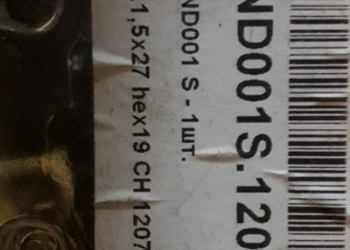 ND001S.120
ND001 S - 1шт.
1,5x27 hex19 CH 1207